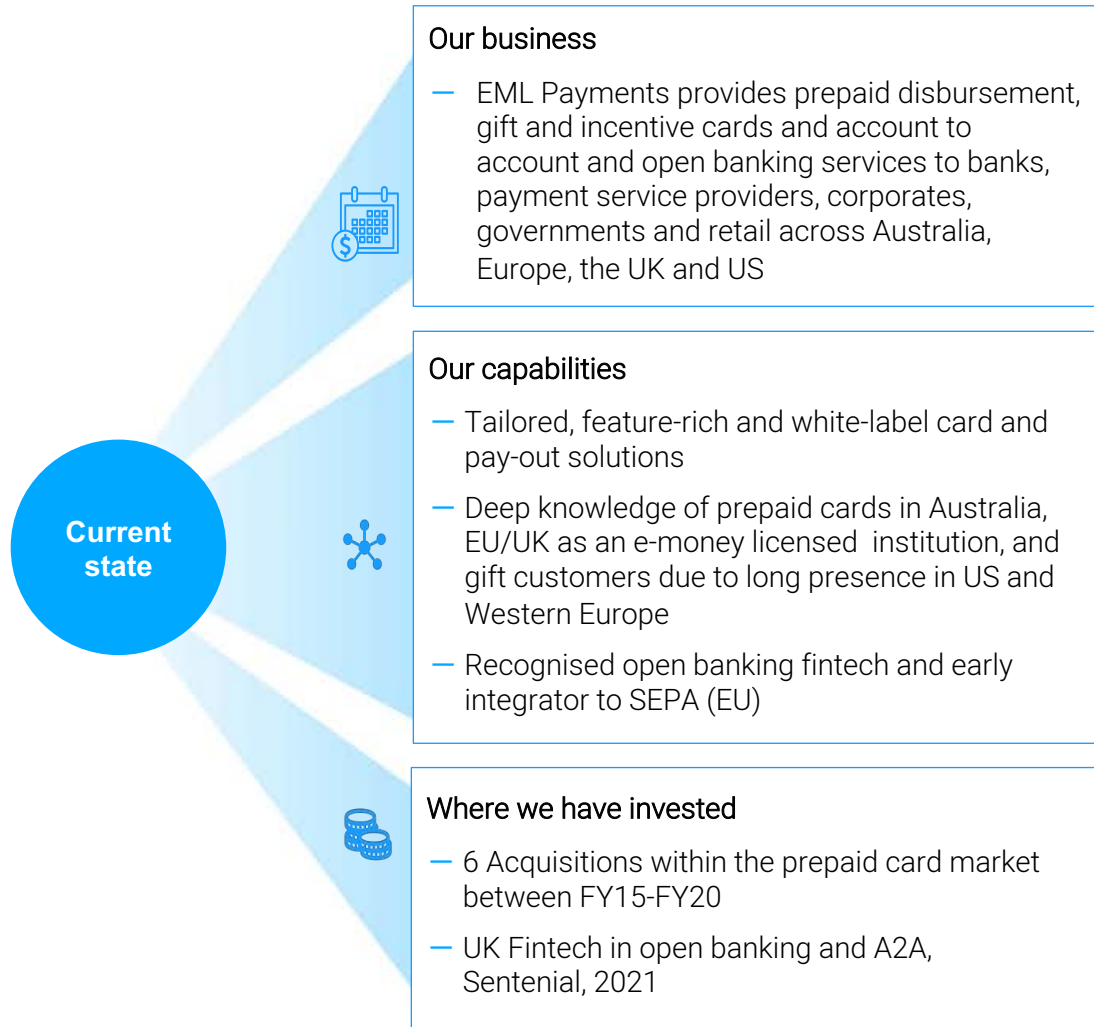 Our business
— EML Payments provides prepaid disbursement,
gift and incentive cards and account to
account and open banking services to banks,
payment service providers, corporates,
governments and retail across Australia,
Europe, the UK and US
$
Our capabilities
— Tailored, feature-rich and white-label card and
pay-out solutions
— Deep knowledge of prepaid cards in Australia,
EU/UK as an e-money licensed institution, and
gift customers due to long presence in US and
Western Europe
— Recognised open banking fintech and early
integrator to SEPA (EU)
Current
state
Where we have invested
— 6 Acquisitions within the prepaid card market
between FY15-FY20
— UK Fintech in open banking and A2A,
Sentenial, 2021